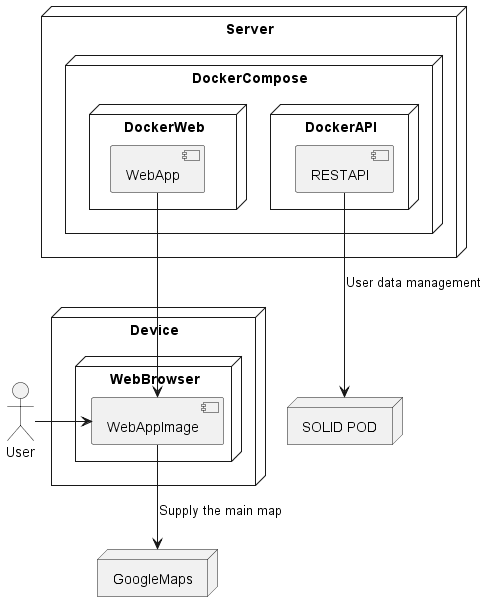 Server
DockerCompose
DockerWeb
DockerAPI
WebApp
RESTAPI
User data management
Device
WebBrowser
WebAppImage
User
SOLID POD
Supply the main map
GoogleMaps